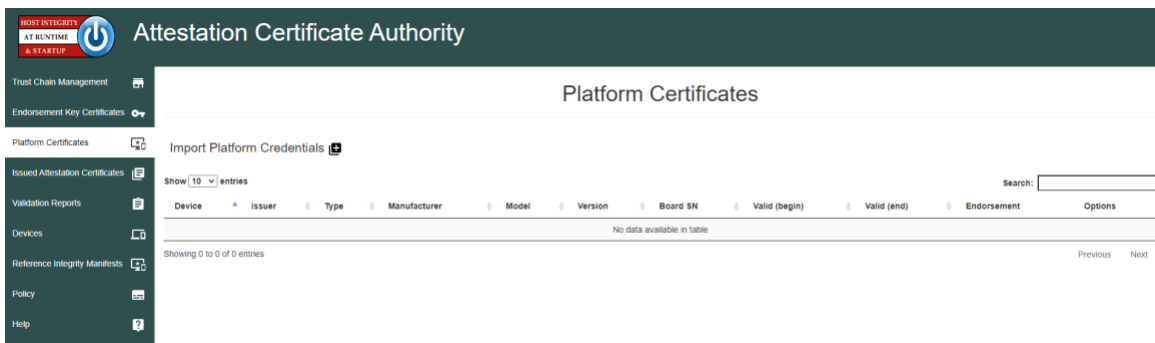 HOST INTEGRITY
AT RUNTIME
& STARTUP
Attestation Certificate Authority
Trust Chain Management
Endorsement Key Certificates
Platform Certificates
Issued Attestation Certificates
Validation Reports
Devices
Reference Integrity Manifests
Policy
Help
Platform Certificates
Import Platform Credentials
Show 10 entries
Search:
Device Issuer Type Manufacturer Model Version Board SN Valid (begin) Valid (end) Endorsement Options
No data available in table
Showing 0 to 0 of 0 entries
Previous Next